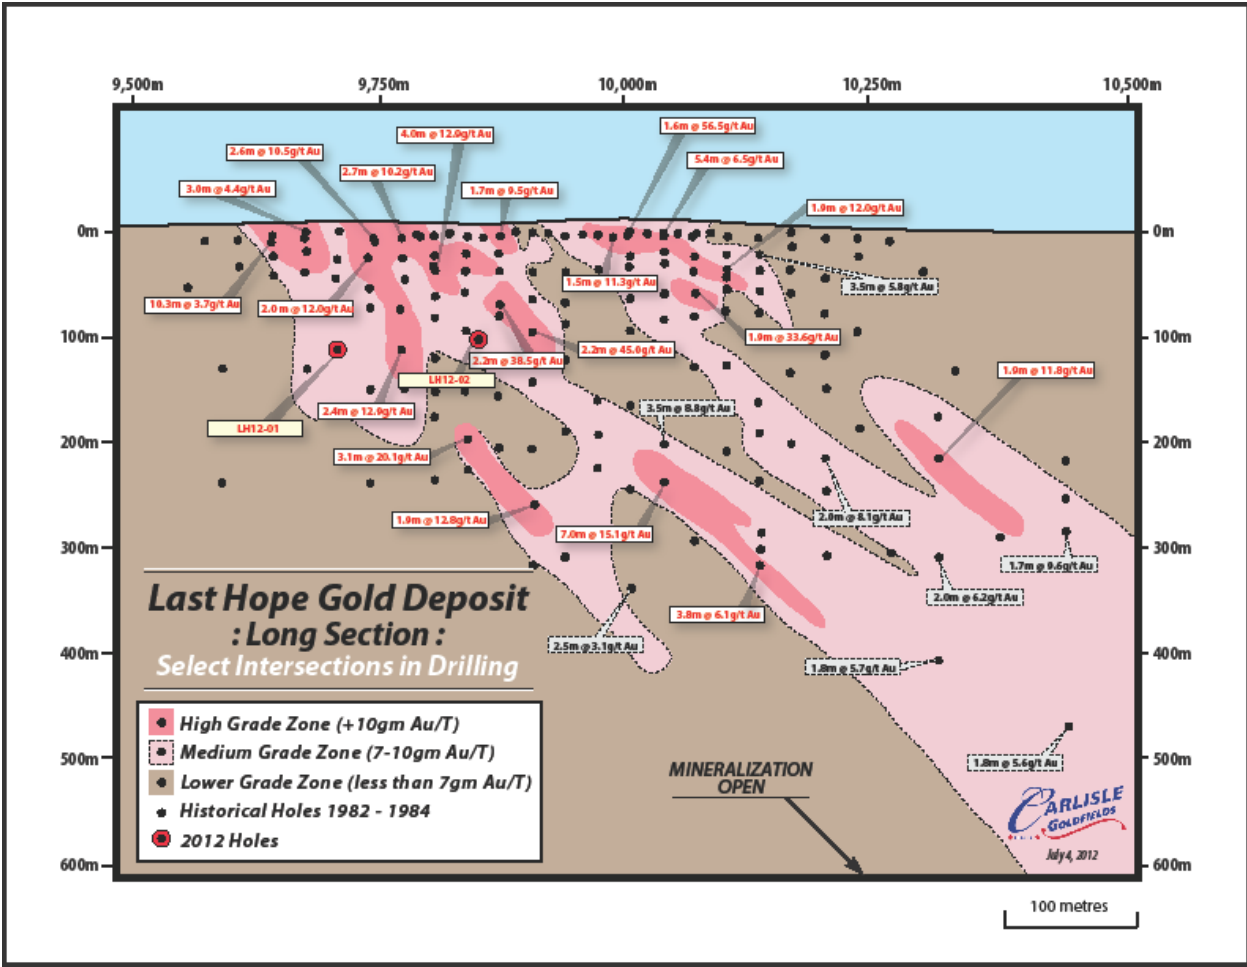 9,500m 9,750m 10,000m 10,250m 10,500m
1.6m @ 56.5g/t Au
4.0m @ 12.9g/t Au
2.6m @ 10.5g/t Au
5.4m @ 6.5g/t Au
2.7m @ 10.2g/t Au
3.0m @ 4.4g/t Au
1.7m @ 9.5g/t Au
1.9m @ 12.0g/t Au
0m 0m
1.5m @ 11.3g/t Au
3.5m @ 5.8g/t Au
10.3m @ 3.7g/t Au
2.0m @ 12.0g/t Au
100m 100m
1.9m @ 33.6g/t Au
2.2m @ 45.0g/t Au
2.2m @ 38.5g/t Au
1.9m @ 11.8g/t Au
LH12-02
2.4m @ 12.9g/t Au
3.5m @ 8.8g/t Au
LH12-01
200m 200m
3.1m @ 20.1g/t Au
1.9m @ 12.8g/t Au
2.0m @ 8.1g/t Au
7.0m @ 15.1g/t Au
300m 300m
1.7m @ 9.6g/t Au
2.0m @ 6.2g/t Au
3.8m @ 6.1g/t Au
2.5m @ 3.1g/t Au
400m 400m
1.8m @ 5.7g/t Au
Last Hope Gold Deposit
: Long Section :
Select Intersections in Drilling
High Grade Zone (+10gm Au/T)
Medium Grade Zone (7-10gm Au/T)
Lower Grade Zone (less than 7gm Au/T)
Historical Holes 1982 - 1984
2012 Holes
500m 500m
1.8m @ 5.6g/t Au
MINERALIZATION
OPEN
CARLISLE
GOLDFIELDS
July 4, 2012
600m 600m
100 metres